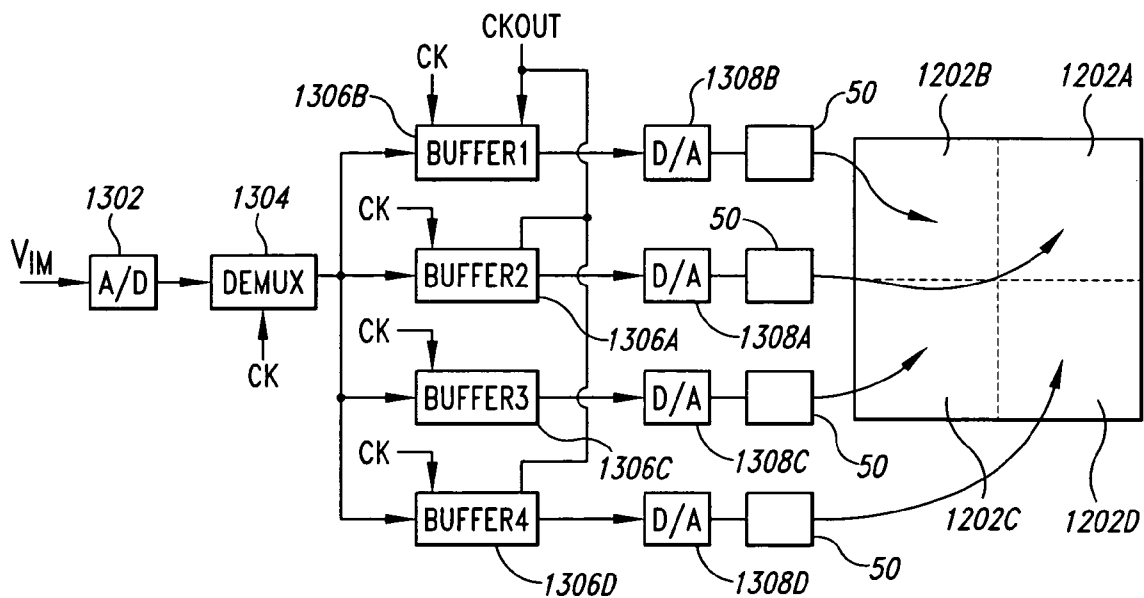 CKOUT
CK
1306B
BUFFER1
1308B
D/A
50
1202B
1202A
1302
1304
VIM
A/D
DEMUX
CK
CK
BUFFER2
1306A
D/A
1308A
50
CK
BUFFER3
1306C
D/A
1308C
50
CK
BUFFER4
1306D
D/A
1308D
50
1202C
1202D